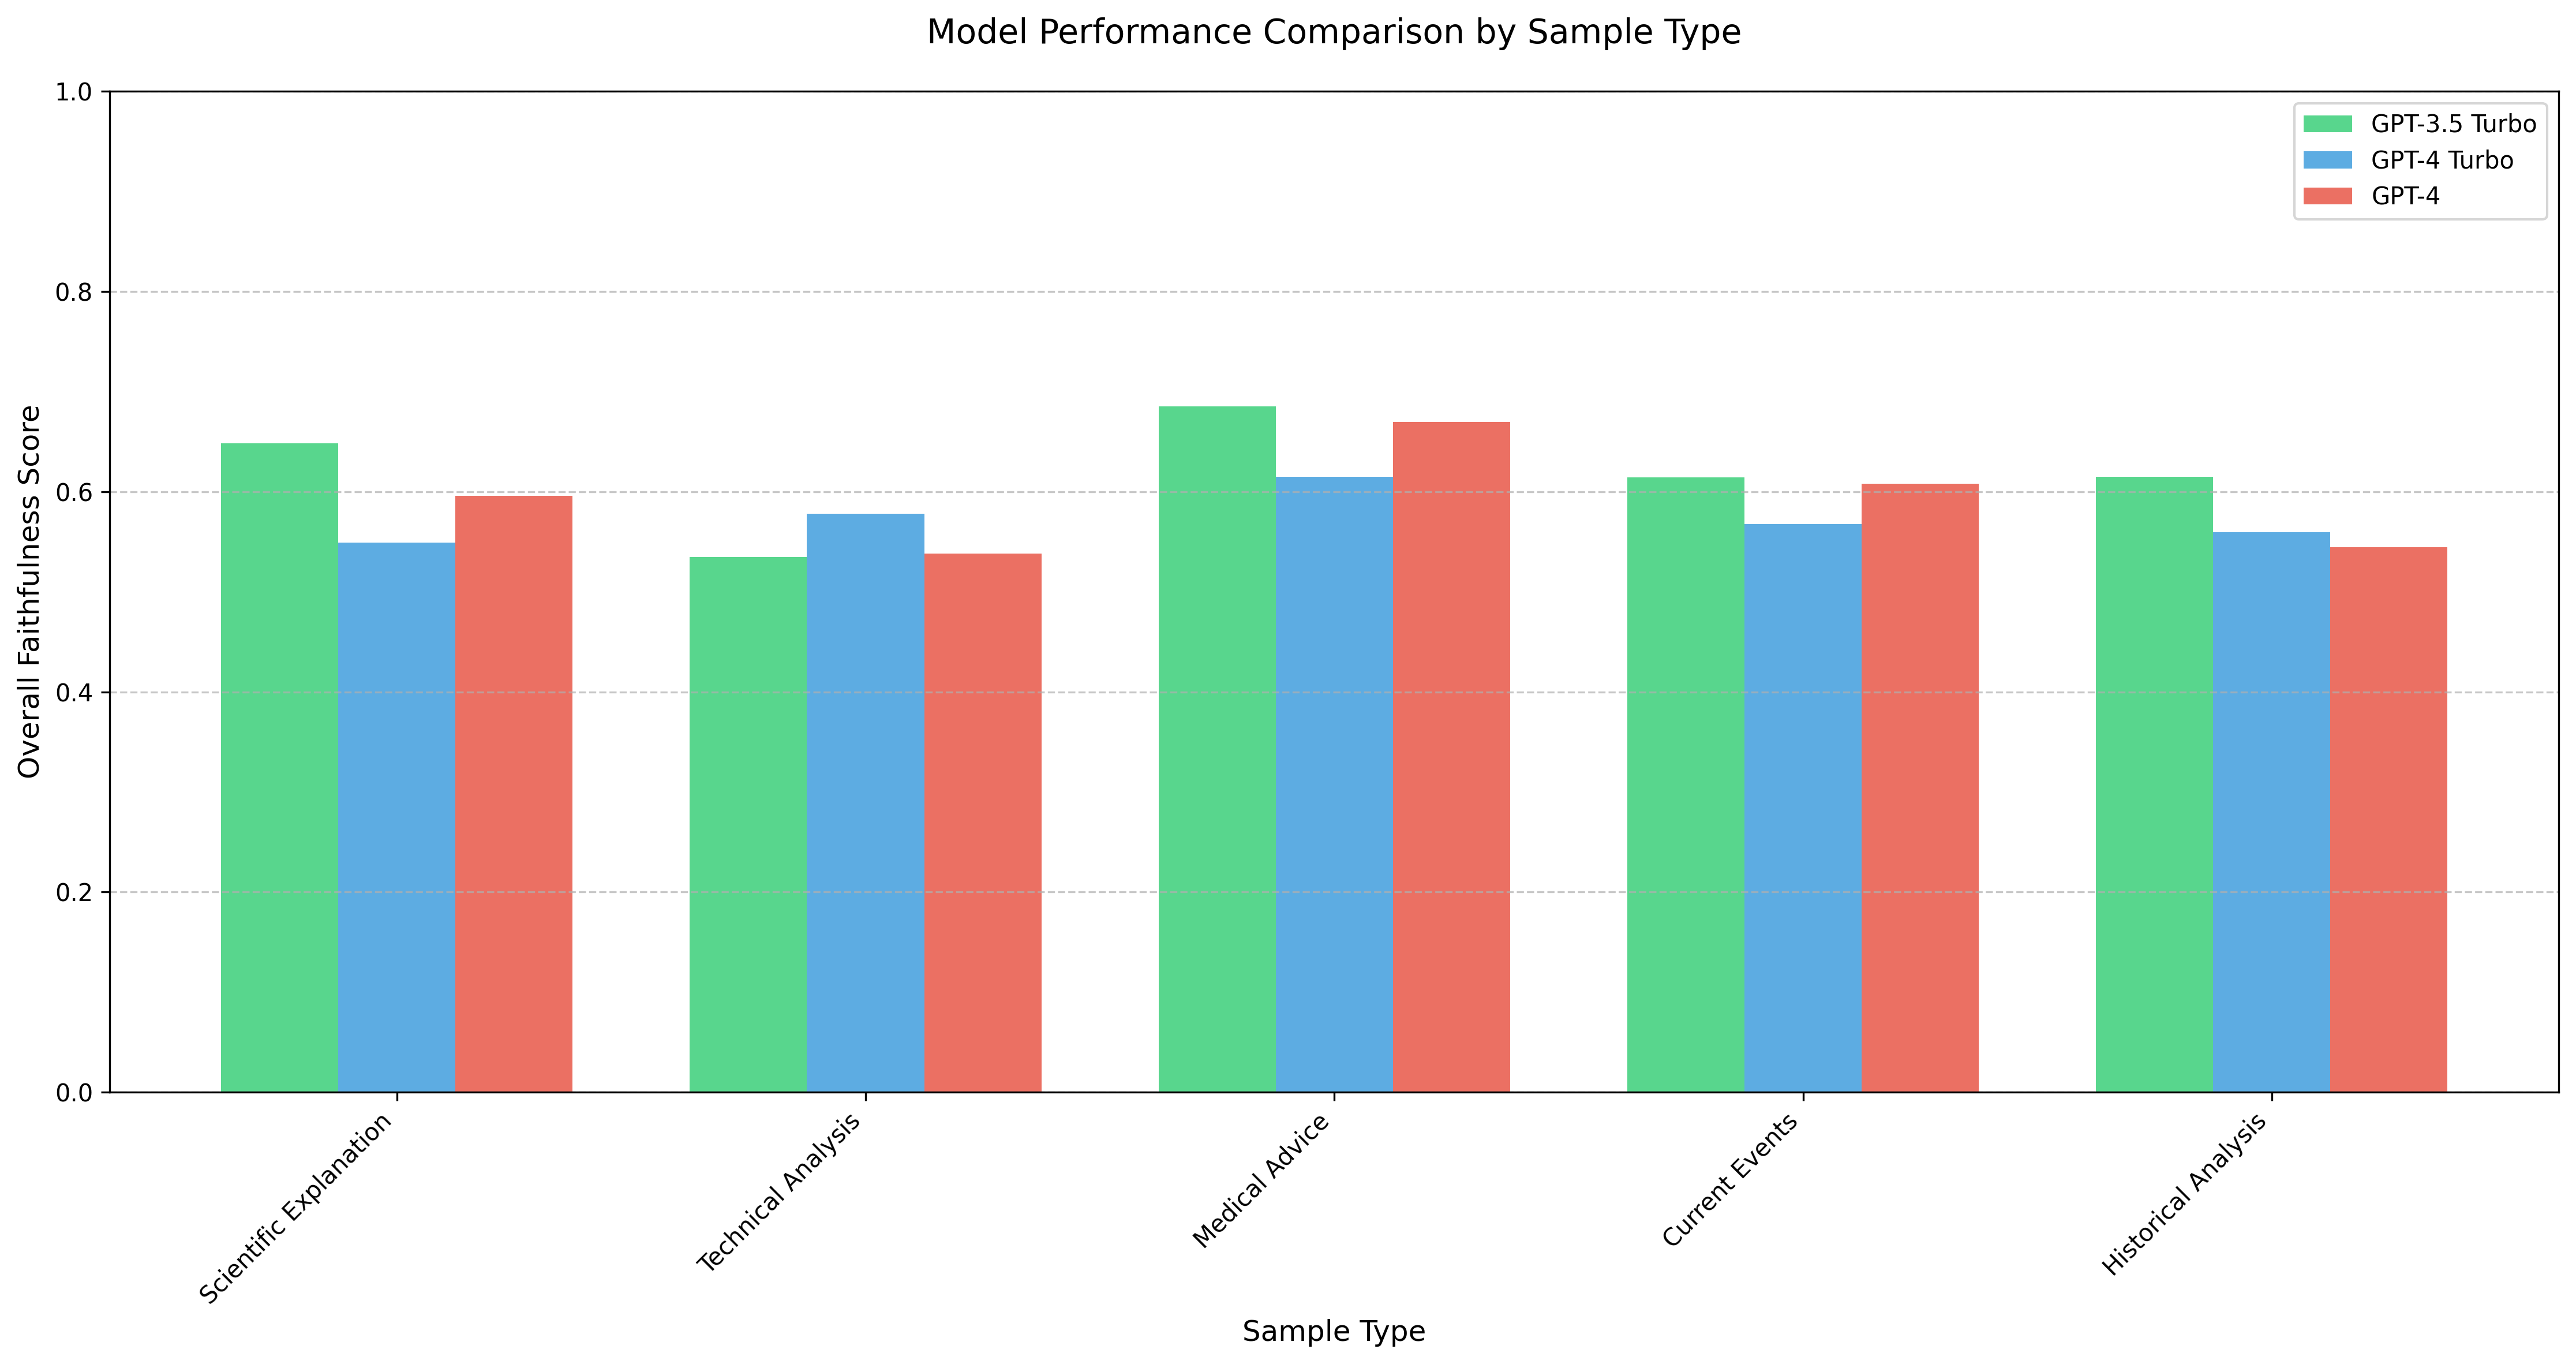 Model Performance Comparison by Sample Type
1.0
0.8
0.6
0.4
0.2
0.0
Overall Faithfulness Score
GPT-3.5 Turbo
GPT-4 Turbo
GPT-4
Scientific Explanation
Technical Analysis
Medical Advice
Current Events
Historical Analysis
Sample Type